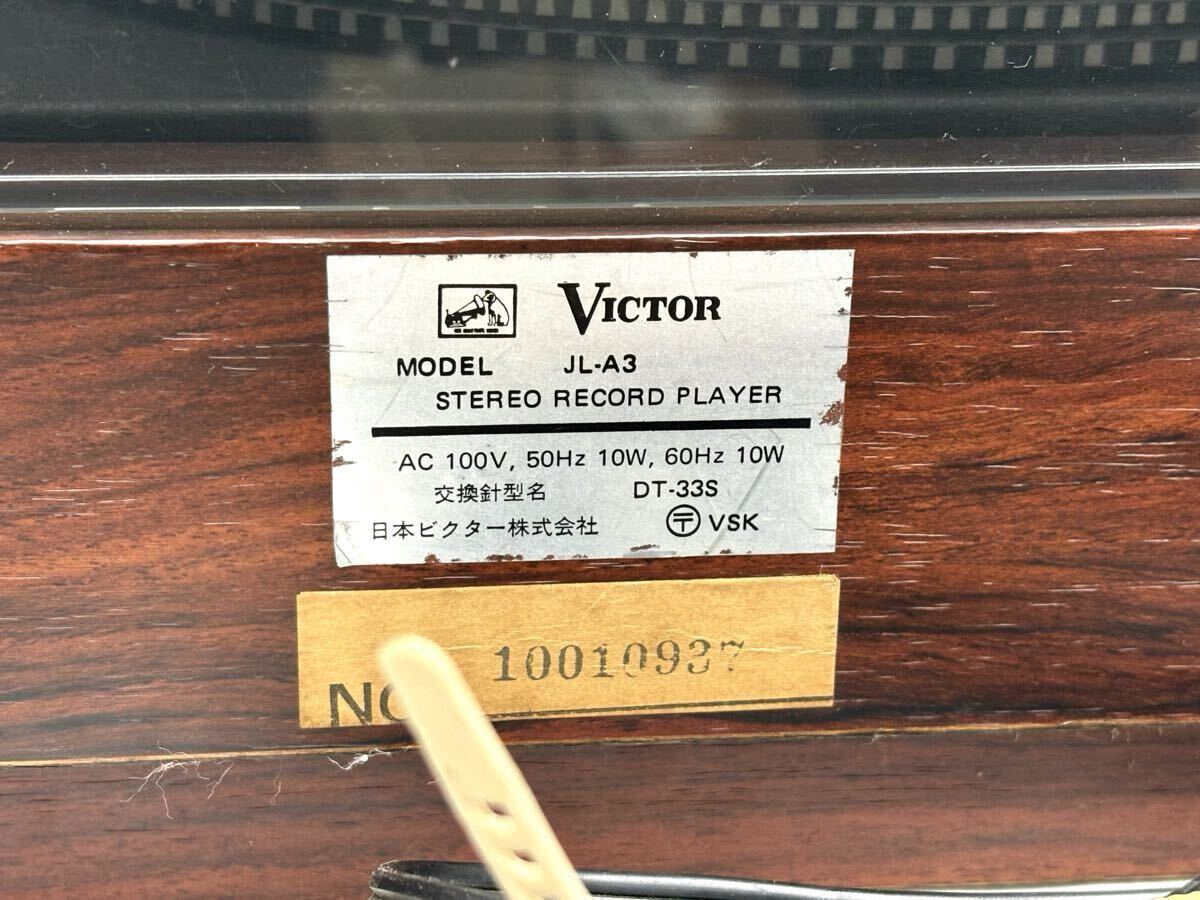 VICTOR
MODEL JL-A3
STEREO RECORD PLAYER
AC 100V, 50Hz 10W, 60Hz 10W
交換針型名 DT-33S
日本ビクター株式会社 〒 VSK
10010937